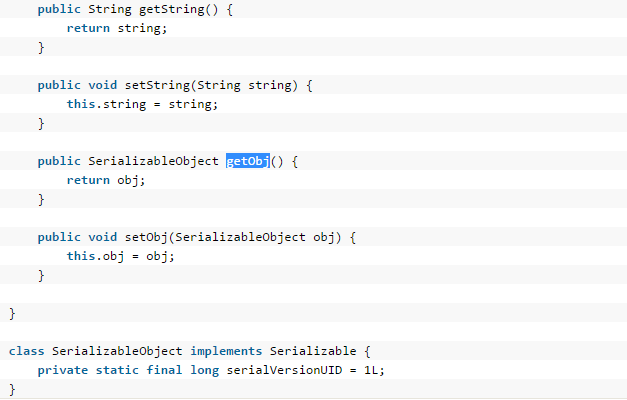 public String getString() {
return string;
}
public void setString(String string) {
this.string = string;
}
public SerializableObject getObj() {
return obj;
}
public void setObj(SerializableObject obj) {
this.obj = obj;
}
}
class SerializableObject implements Serializable {
private static final long serialVersionUID = 1L;
}